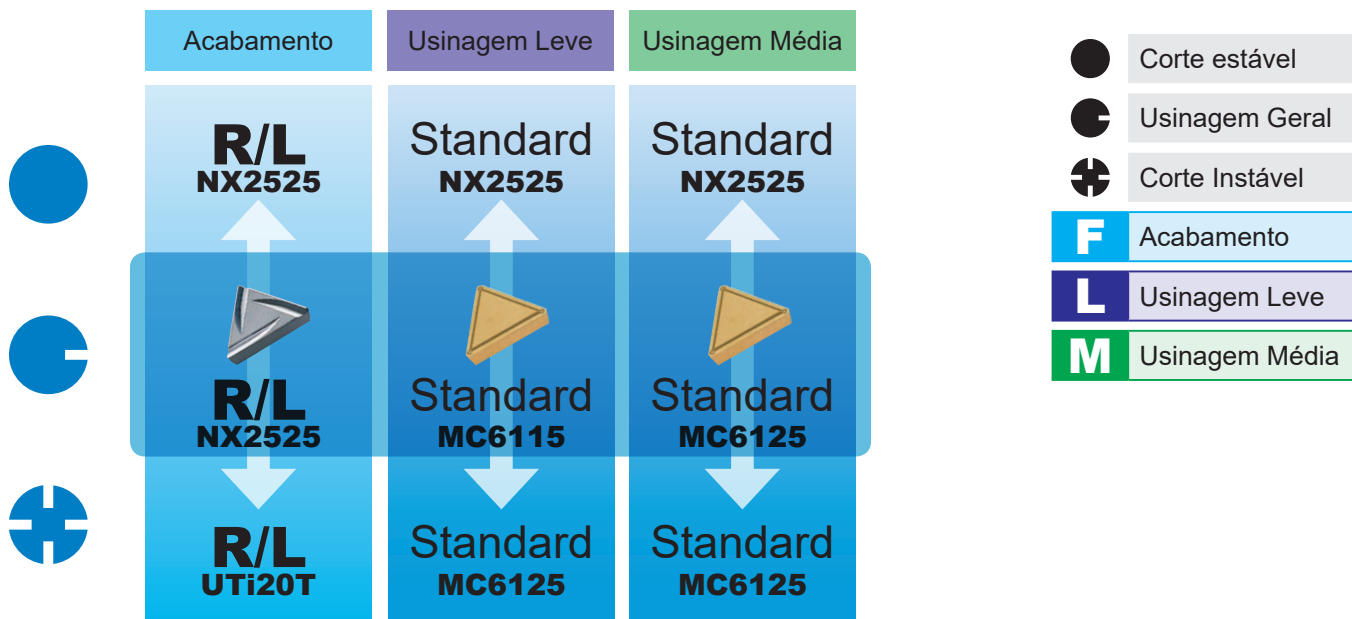 Acabamento
Usinagem Leve
Usinagem Média
R/L
NX2525
Standard
NX2525
Standard
NX2525
R/L
NX2525
Standard
MC6115
Standard
MC6125
R/L
UTi20T
Standard
MC6125
Standard
MC6125
Corte estável
Usinagem Geral
Corte Instável
F Acabamento
L Usinagem Leve
M Usinagem Média